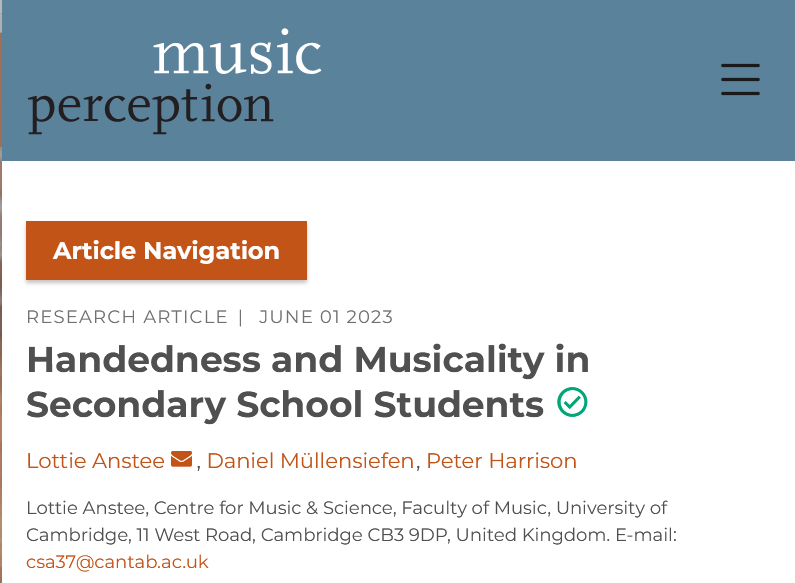 music
perception
Article Navigation
RESEARCH ARTICLE | JUNE 01 2023
Handedness and Musicality in
Secondary School Students
Lottie Anstee , Daniel Müllensiefen, Peter Harrison
Lottie Anstee, Centre for Music & Science, Faculty of Music, University of
Cambridge, 11 West Road, Cambridge CB3 9DP, United Kingdom. E-mail:
csa37@cantab.ac.uk